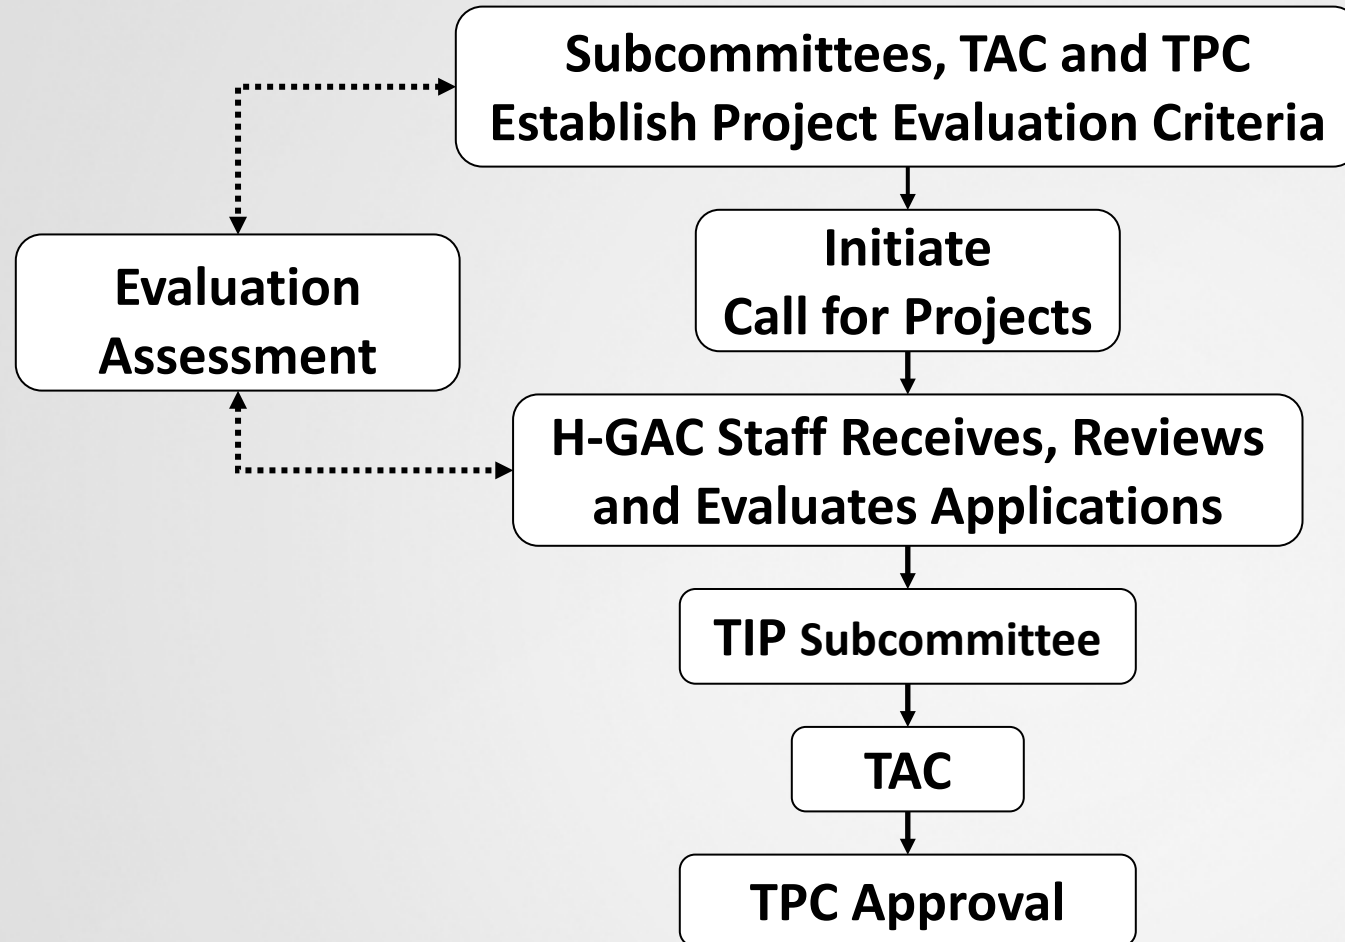 Subcommittees, TAC and TPC
Establish Project Evaluation Criteria
Initiate
Call for Projects
Evaluation
Assessment
H-GAC Staff Receives, Reviews
and Evaluates Applications
TIP Subcommittee
TAC
TPC Approval